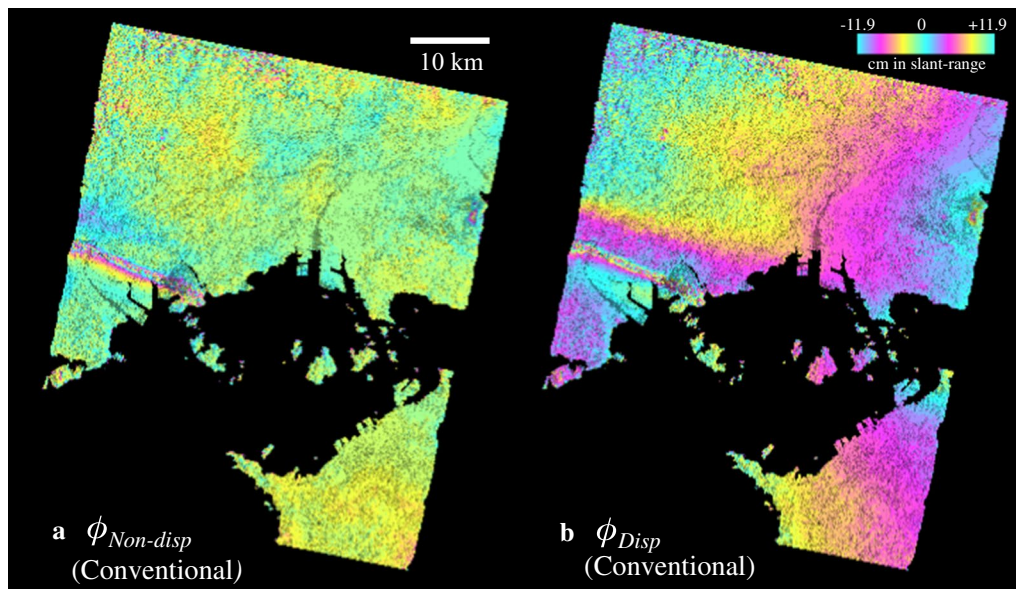 10 km
-11.9 0 +11.9
cm in slant-range
a ϕNon-disp
(Conventional)
b ϕDisp
(Conventional)